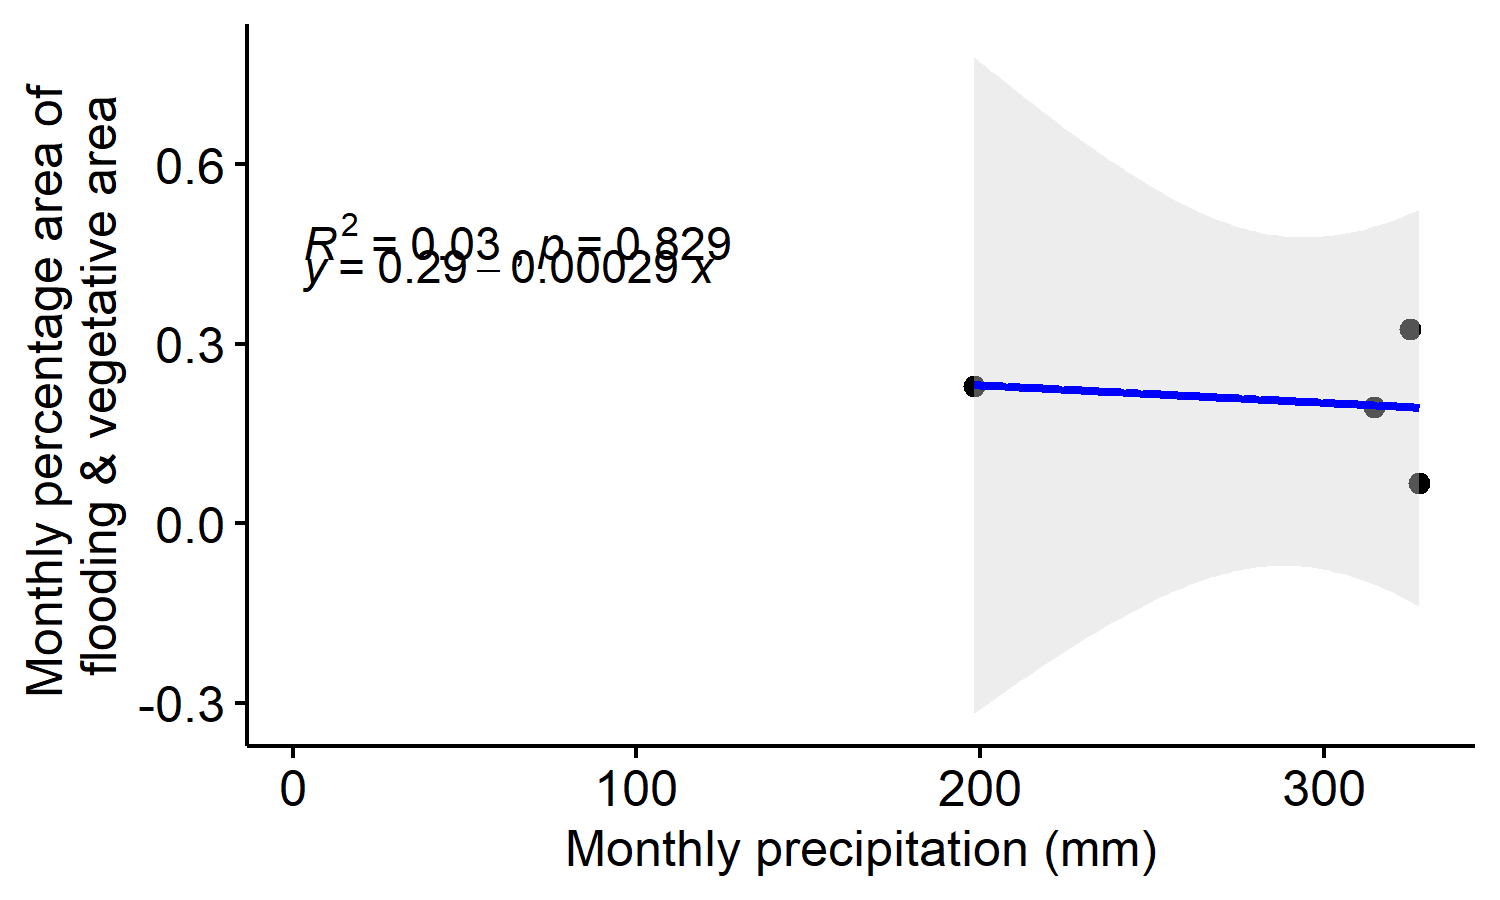 Monthly percentage area of
flooding & vegetative area
0.6
0.3
0.0
-0.3
R² = 0.03 , p = 0.829
y = 0.29 – 0.00029 x
0 100 200 300
Monthly precipitation (mm)